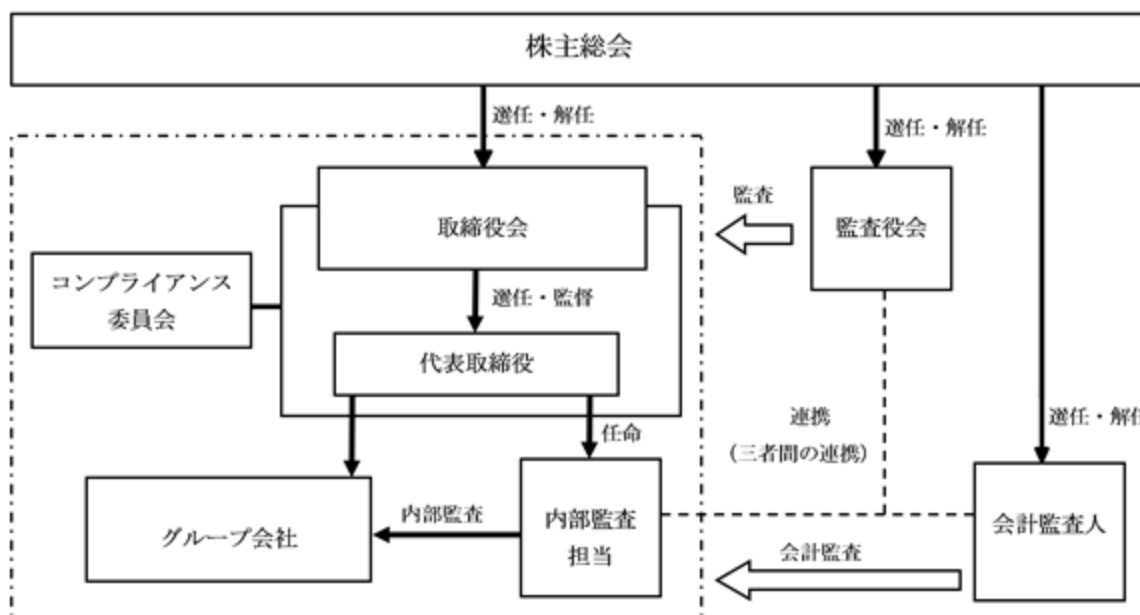 株主総会
選任・解任
選任・解任
監査
取締役会
監査役会
コンプライアンス
委員会
選任・監督
代表取締役
連携
(三者間の連携)
選任・解任
任命
内部監査
グループ会社
内部監査
担当
会計監査人
会計監査